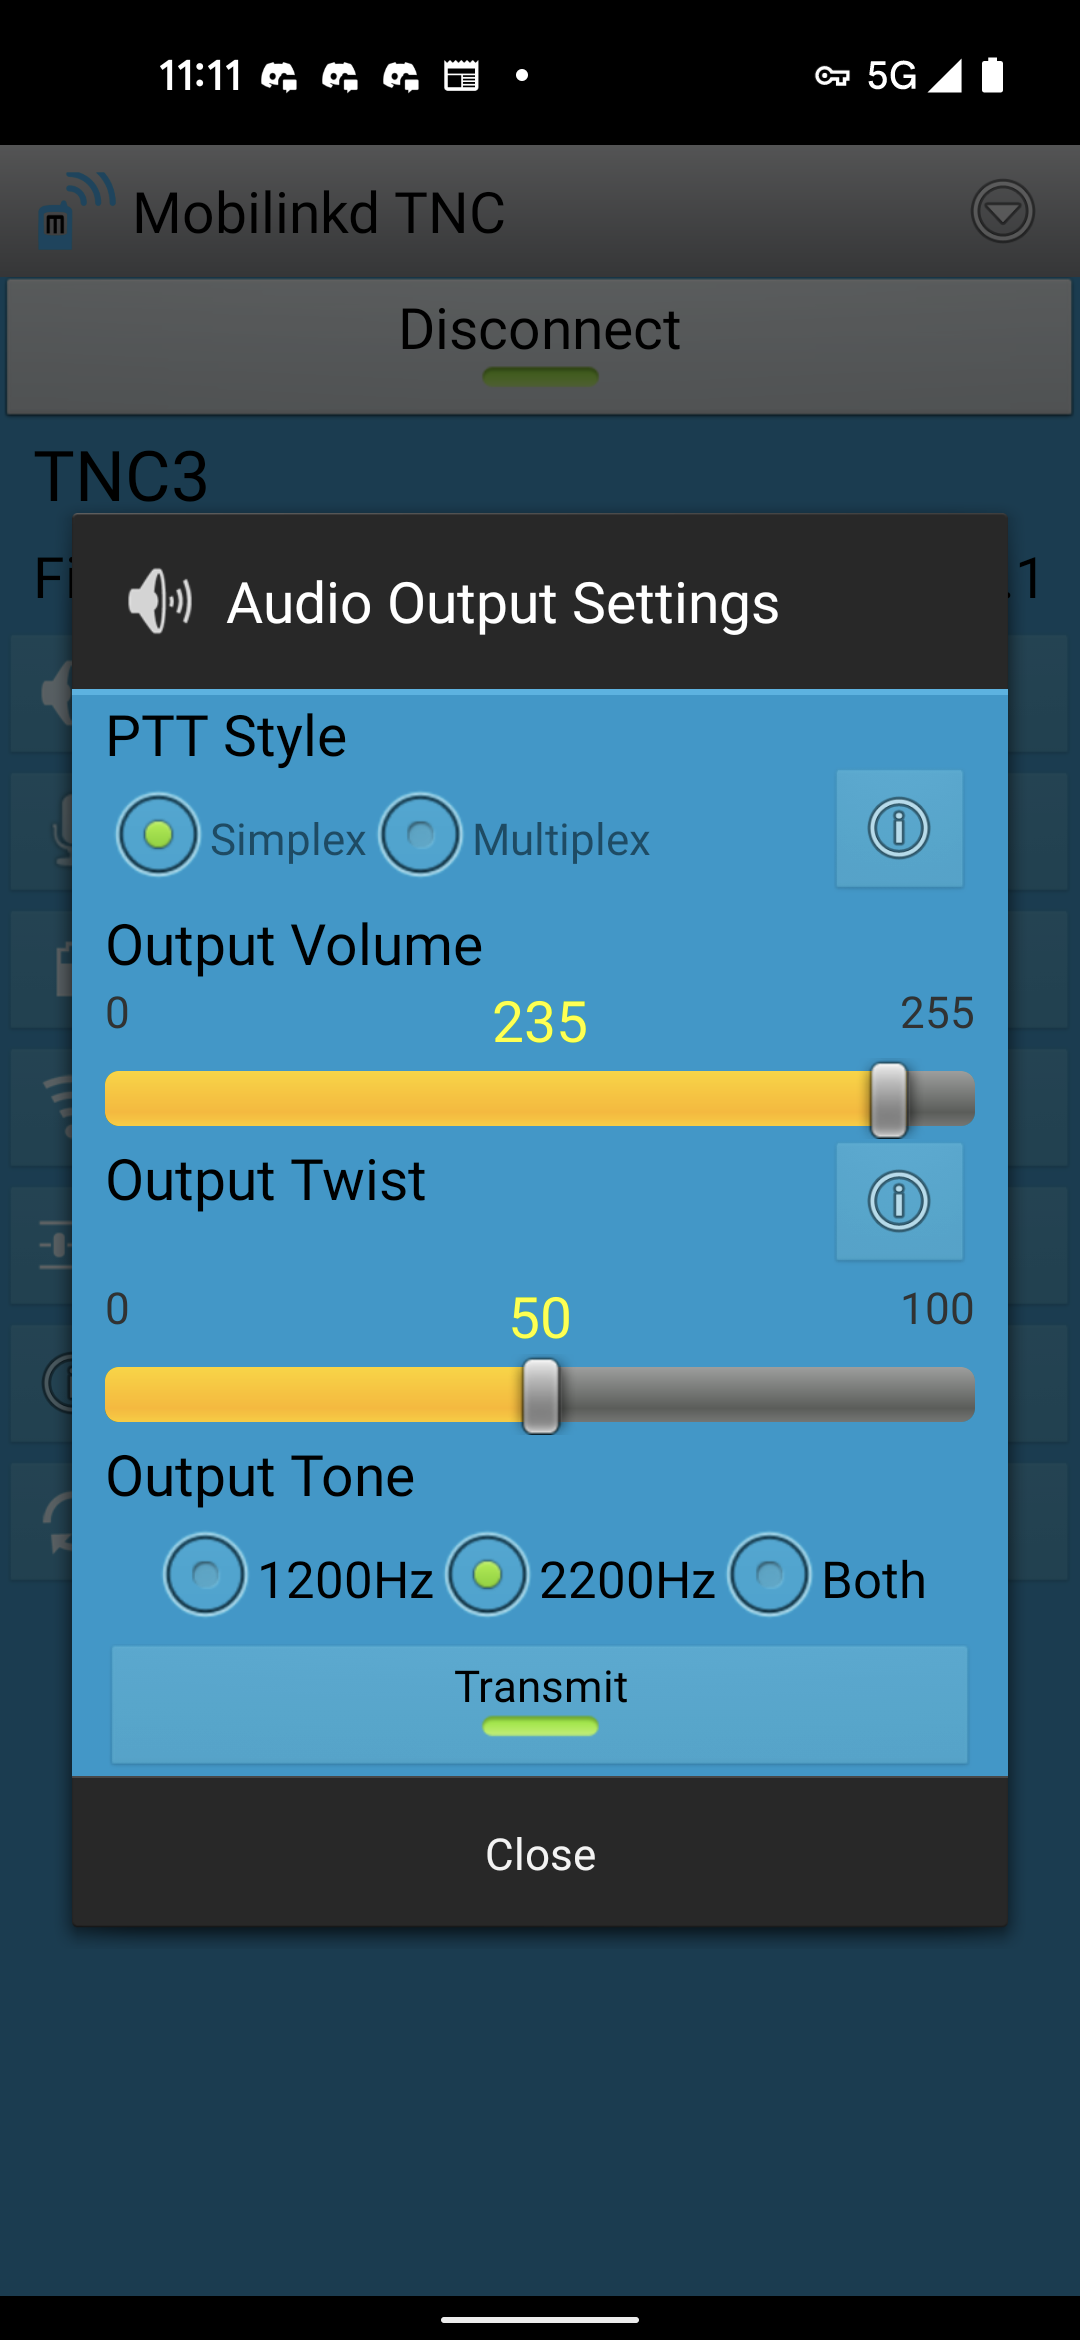 11:11
5G
Mobilinkd TNC
Disconnect
TNC3
Fi
.1
Audio Output Settings
PTT Style
Simplex Multiplex
Output Volume
0 235 255
Output Twist
0 50 100
Output Tone
1200Hz 2200Hz Both
Transmit
Close